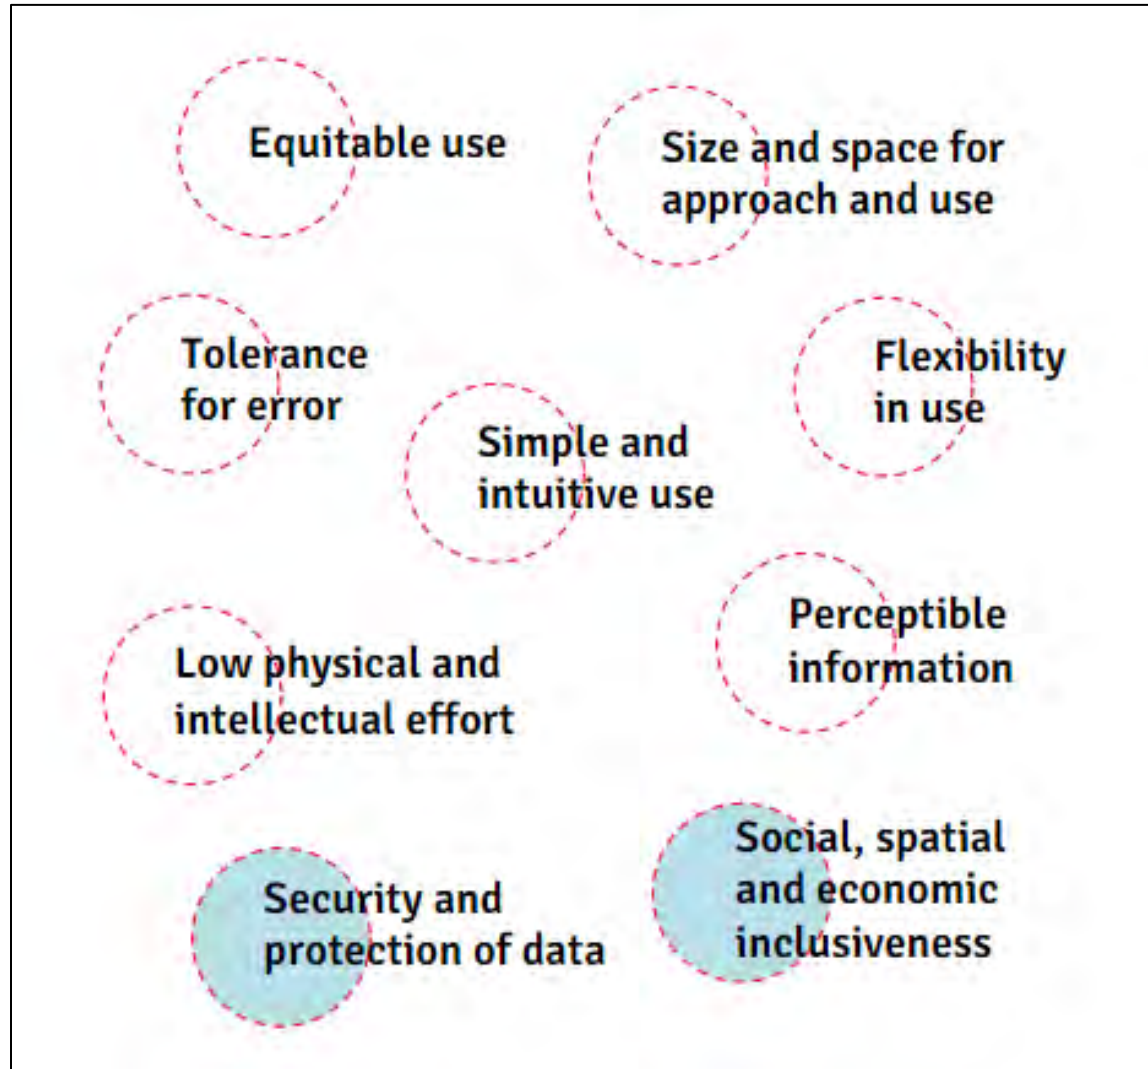 Equitable use
Size and space for
approach and use
Tolerance
for error
Flexibility
in use
Simple and
intuitive use
Perceptible
information
Low physical and
intellectual effort
Social, spatial
and economic
inclusiveness
Security and
protection of data